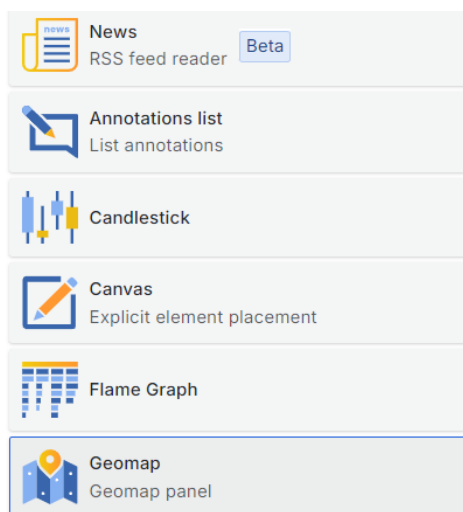 news
News
RSS feed reader Beta
Annotations list
List annotations
Candlestick
Canvas
Explicit element placement
Flame Graph
Geomap
Geomap panel